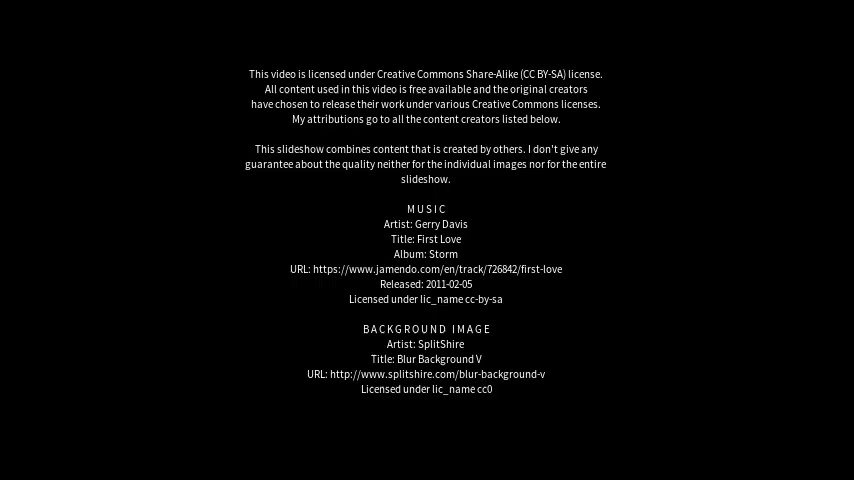 This video is licensed under Creative Commons Share-Alike (CC BY-SA) license.
All content used in this video is free available and the original creators
have chosen to release their work under various Creative Commons licenses.
My attributions go to all the content creators listed below.
This slideshow combines content that is created by others. I don't give any
guarantee about the quality neither for the individual images nor for the entire
slideshow.
MUSIC
Artist: Gerry Davis
Title: First Love
Album: Storm
URL: https://www.jamendo.com/en/track/726842/first-love
Released: 2011-02-05
Licensed under lic_name cc-by-sa
BACKGROUND IMAGE
Artist: SplitShire
Title: Blur Background V
URL: http://www.splitshire.com/blur-background-v
Licensed under lic_name cc0